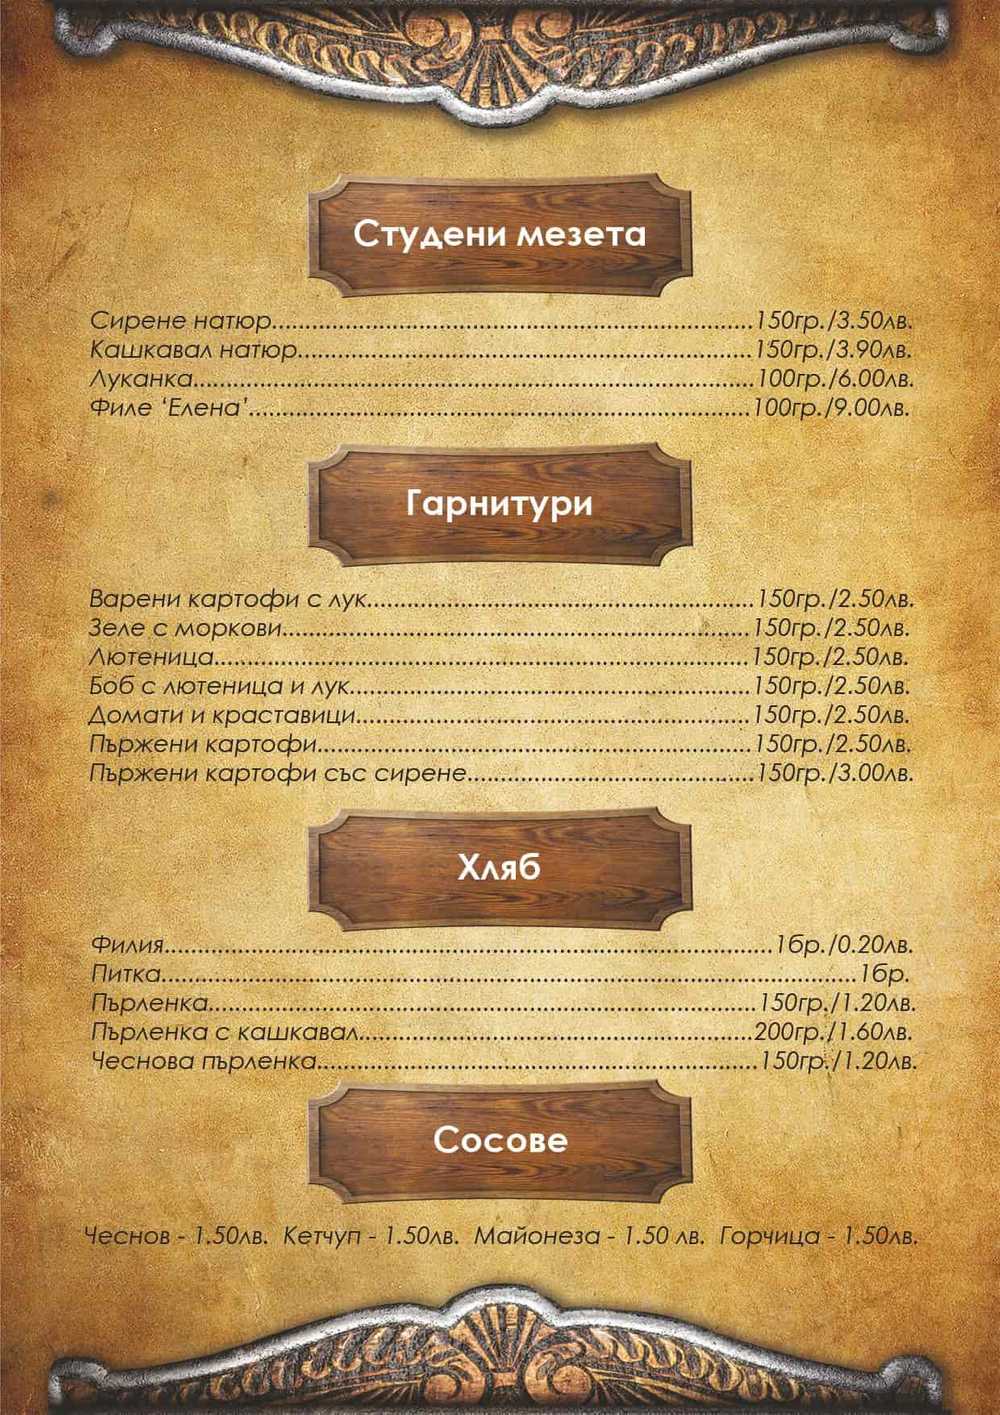 Студени мезета
Сирене натюр......150гр./3.50лв.
Кашкавал натюр......150гр./3.90лв.
Луканка......100гр./6.00лв.
Филе ‘Елена’......100гр./9.00лв.
Гарнитури
Варени картофи с лук......150гр./2.50лв.
Зеле с моркови......150гр./2.50лв.
Лютеница......150гр./2.50лв.
Боб с лютеница и лук......150гр./2.50лв.
Домати и краставици......150гр./2.50лв.
Пържени картофи......150гр./2.50лв.
Пържени картофи със сирене......150гр./3.00лв.
Хляб
Филия......1бр./0.20лв.
Питка......1бр.
Пърленка......150гр./1.20лв.
Пърленка с кашкавал......200гр./1.60лв.
Чеснова пърленка......150гр./1.20лв.
Сосове
Чеснов - 1.50лв. Кетчуп - 1.50лв. Майонеза - 1.50 лв. Горчица - 1.50лв.